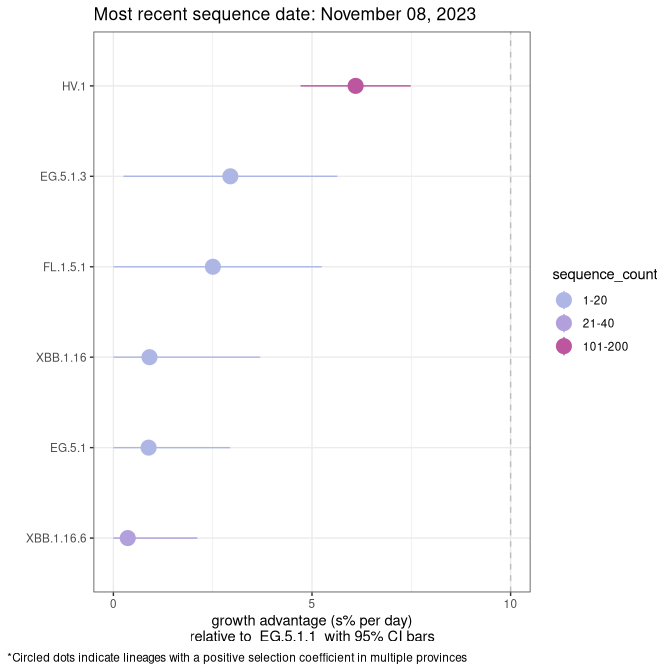 Most recent sequence date: November 08, 2023
HV.1
EG.5.1.3
FL.1.5.1
XBB.1.16
EG.5.1
XBB.1.16.6
0
5
10
growth advantage (s% per day)
relative to  EG.5.1.1  with 95% CI bars
sequence_count
1-20
21-40
101-200
*Circled dots indicate lineages with a positive selection coefficient in multiple provinces